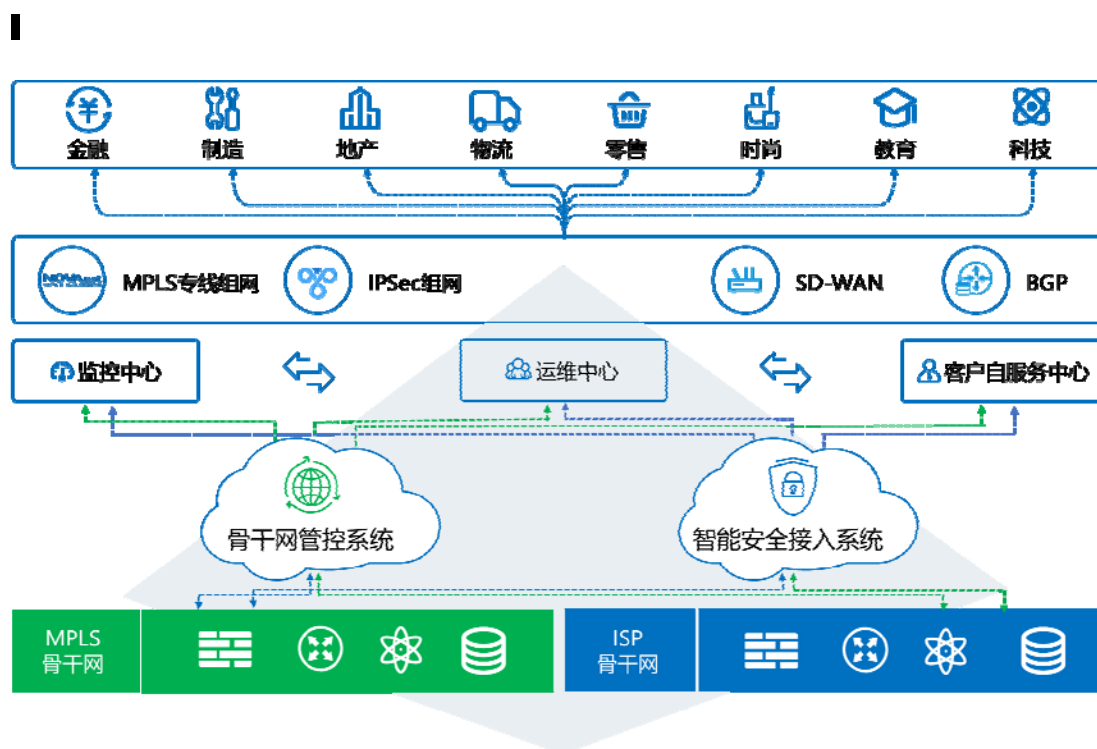 金融
制造
地产
物流
零售
时尚
教育
科技
MPLS专线组网
IPSec组网
SD-WAN
BGP
监控中心
运维中心
客户自服务中心
骨干网管控系统
智能安全接入系统
MPLS
骨干网
ISP
骨干网